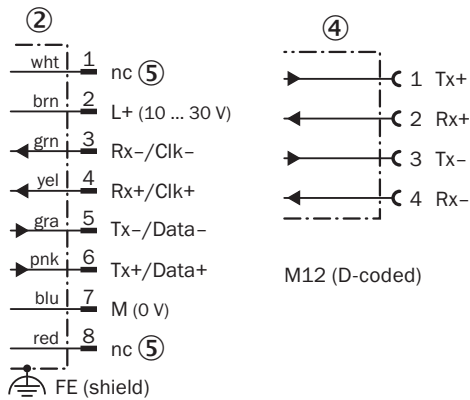 ②
wht 1 nc ⑤
brn 2 L+ (10 ... 30 V)
grn 3 Rx–/Clk–
yel 4 Rx+/Clk+
gra 5 Tx–/Data–
pnk 6 Tx+/Data+
blu 7 M (0 V)
red 8 nc ⑤
FE (shield)
④
1 Tx+
2 Rx+
3 Tx–
4 Rx–
M12 (D-coded)